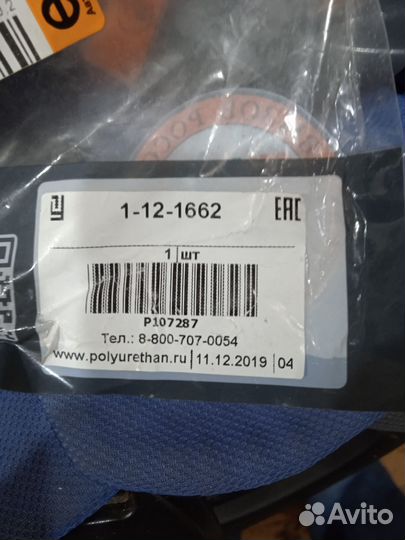 1-12-1662
EAC
1 шт
P107287
Тел.: 8-800-707-0054
www.polyurethan.ru 11.12.2019 04
Avito